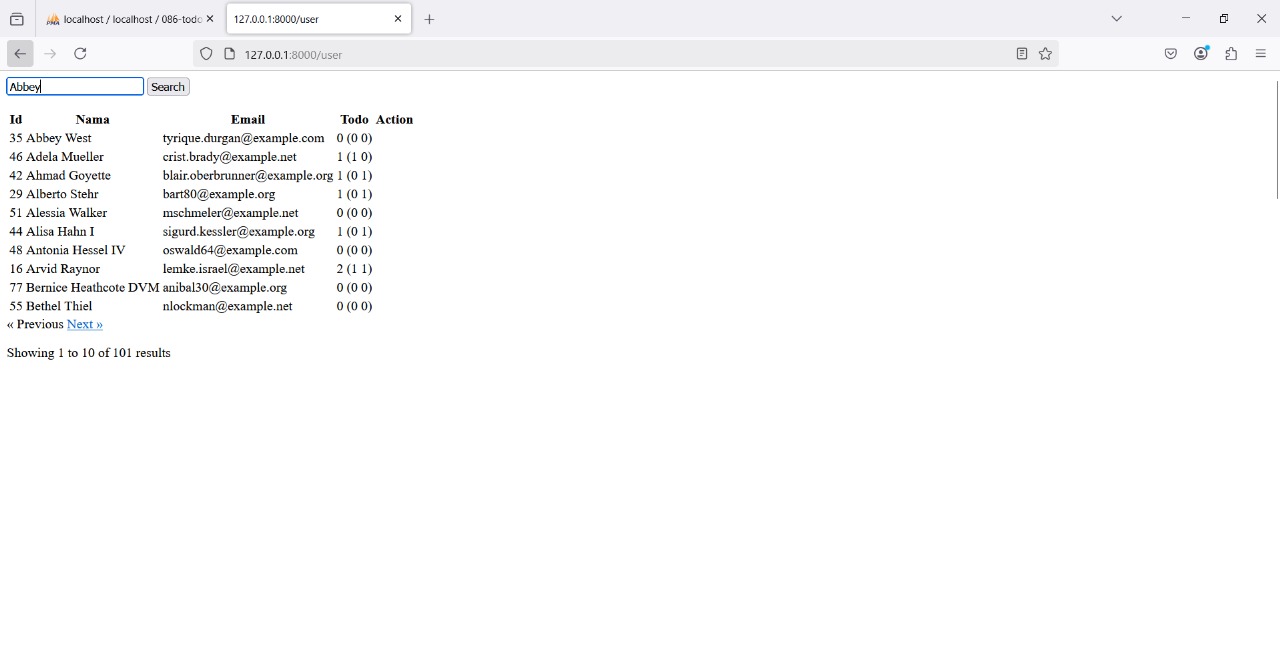 localhost / localhost / 086-todo
127.0.0.1:8000/user
127.0.0.1:8000/user
Abbey Search
Id Nama Email Todo Action
35 Abbey West tyrique.durgan@example.com 0 (0 0)
46 Adela Mueller crist.brady@example.net 1 (1 0)
42 Ahmad Goyette blair.oberbrunner@example.org 1 (0 1)
29 Alberto Stehr bart80@example.org 1 (0 1)
51 Alessia Walker mschmeler@example.net 0 (0 0)
44 Alisa Hahn I sigurd.kessler@example.org 1 (0 1)
48 Antonia Hessel IV oswald64@example.com 0 (0 0)
16 Arvid Raynor lemke.israel@example.net 2 (1 1)
77 Bernice Heathcote DVM anibal30@example.org 0 (0 0)
55 Bethel Thiel nlockman@example.net 0 (0 0)
« Previous Next »
Showing 1 to 10 of 101 results